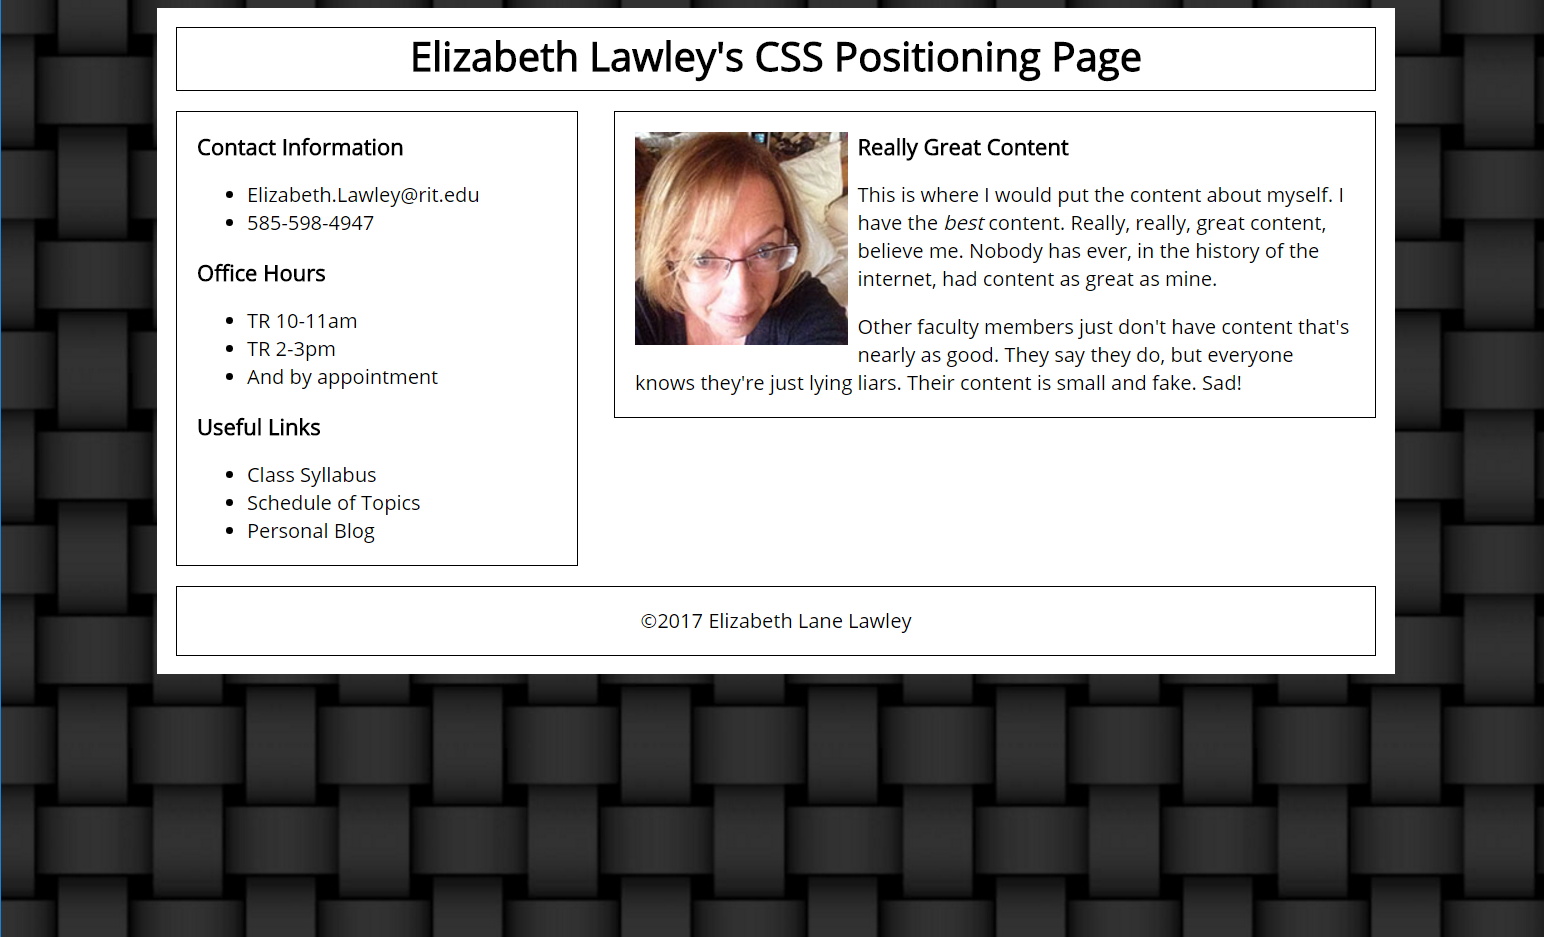 Elizabeth Lawley's CSS Positioning Page
Contact Information
Elizabeth.Lawley@rit.edu
585-598-4947
Office Hours
TR 10-11am
TR 2-3pm
And by appointment
Useful Links
Class Syllabus
Schedule of Topics
Personal Blog
Really Great Content
This is where I would put the content about myself. I
have the best content. Really, really, great content,
believe me. Nobody has ever, in the history of the
internet, had content as great as mine.
Other faculty members just don't have content that's
nearly as good. They say they do, but everyone
knows they're just lying liars. Their content is small and fake. Sad!
©2017 Elizabeth Lane Lawley